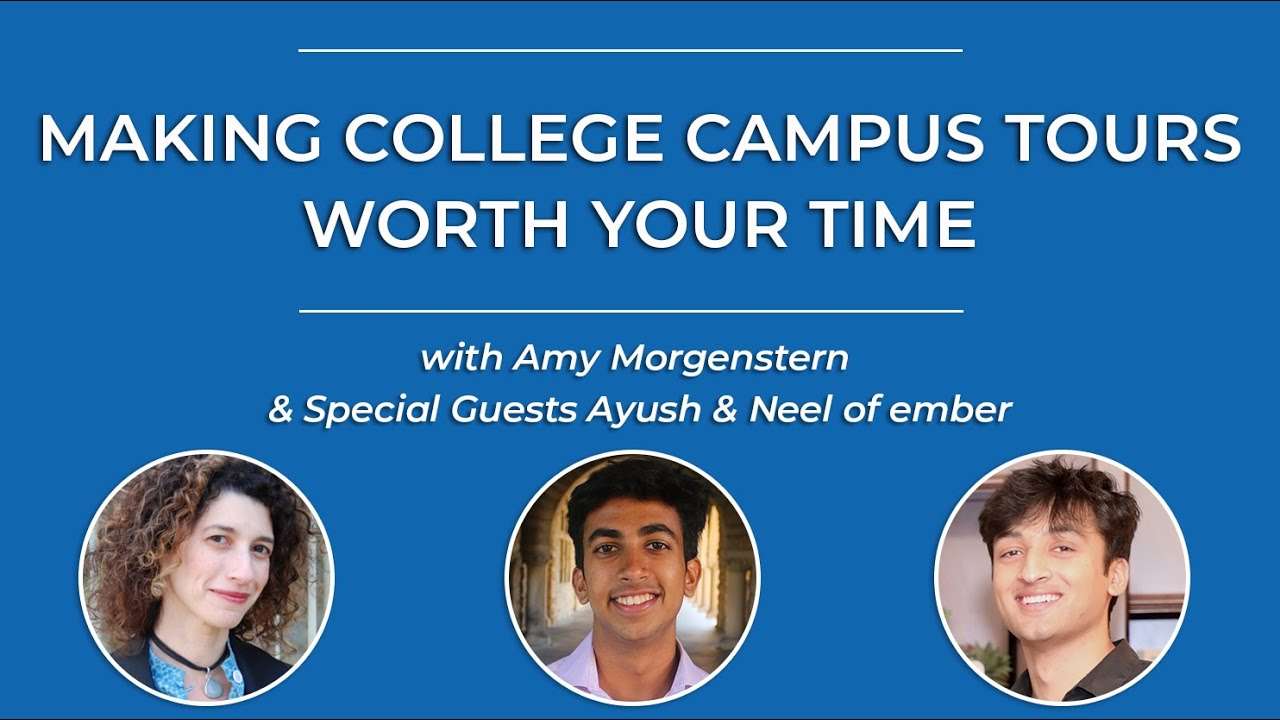 MAKING COLLEGE CAMPUS TOURS
WORTH YOUR TIME
with Amy Morgenstern
& Special Guests Ayush & Neel of ember